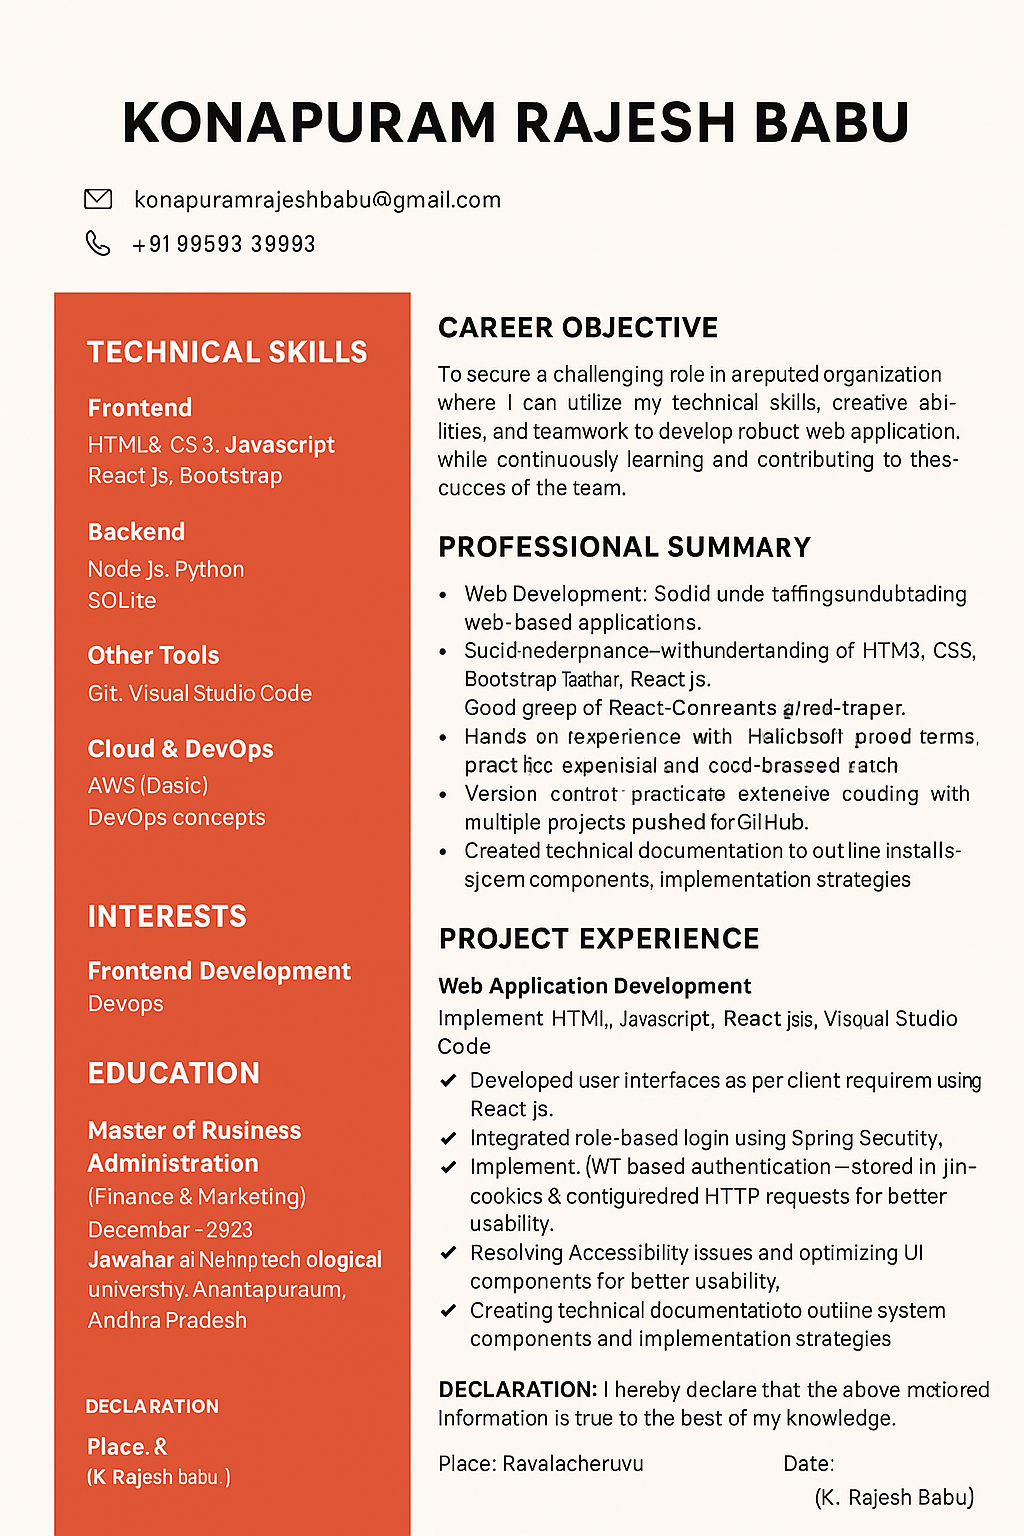 KONAPURAM RAJESH BABU
konapuramrajeshbabu@gmail.com
+91 99593 39993
TECHNICAL SKILLS
Frontend
HTML& CS 3. Javascript
React Js, Bootstrap
Backend
Node Js. Python
SOLite
Other Tools
Git. Visual Studio Code
Cloud & DevOps
AWS (Dasic)
DevOps concepts
INTERESTS
Frontend Development
Devops
EDUCATION
Master of Rusiness
Administration
(Finance & Marketing)
Decembar - 2923
Jawahar ai Nehnp tech ological
universtiy. Anantapuraum,
Andhra Pradesh
DECLARATION
Place. &
(K Rajesh babu.)
CAREER OBJECTIVE
To secure a challenging role in areputed organization
where I can utilize my technical skills, creative abi-
lities, and teamwork to develop robuct web application.
while continuously learning and contributing to thes-
cucces of the team.
PROFESSIONAL SUMMARY
• Web Development: Sodid unde taffingsundubtading
web-based applications.
• Sucid-nederpnance–withundertanding of HTM3, CSS,
Bootstrap Taathar, React js.
Good greep of React-Conreants red-traper.
• Hands on experience with Halicbsoft prood terms,
pract expenisial and cocd-brasseed
• Version control practicate exteneive couding with
multiple projects pushed for GilHub.
• Created technical documentation to out line installs-
sjcem components, implementation strategies
PROJECT EXPERIENCE
Web Application Development
Implement HTMl,, Javascript, React jsis, Visqual Studio
Code
✔ Developed user interfaces as per client requirem using
React js.
✔ Integrated role-based login using Spring Secutity,
✔ Implement. (WT based authentication — stored in jin-
cookics & contiguredred HTTP requests for better
usability.
✔ Resolving Accessibility issues and optimizing UI
components for better usability,
✔ Creating technical documentatioto outiine system
components and implementation strategies
DECLARATION: I hereby declare that the above mctiored
Information is true to the best of my knowledge.
Place: Ravalacheruvu Date:
(K. Rajesh Babu)